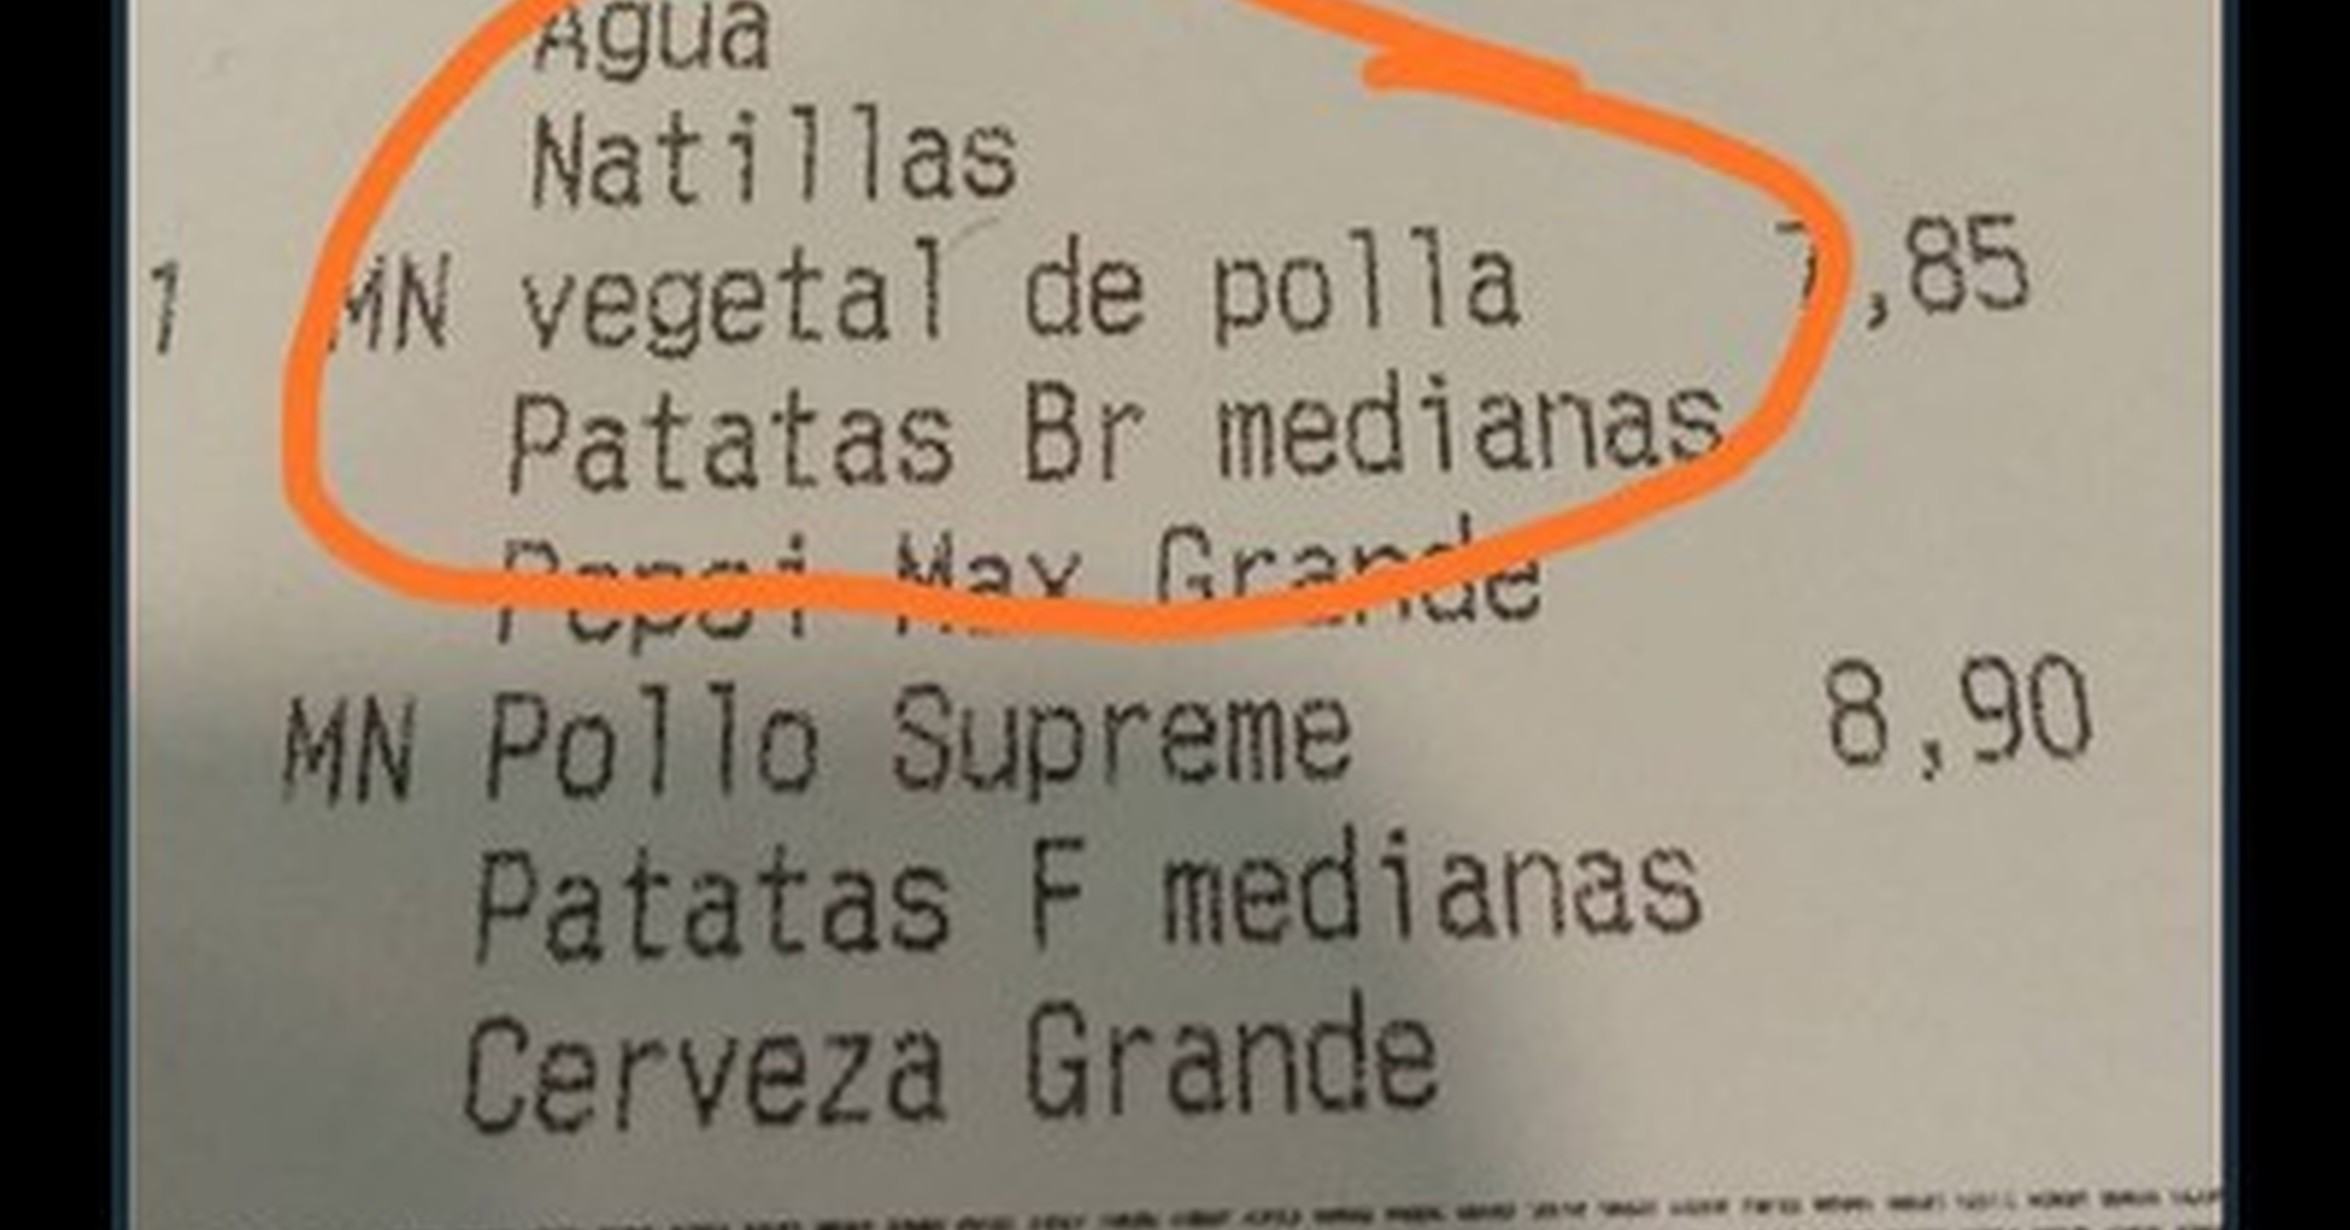 Agua
Natillas
1 MN vegetal de polla 7,85
Patatas Br medianas
Pepsi Max Grande
MN Pollo Supreme 8,90
Patatas F medianas
Cerveza Grande